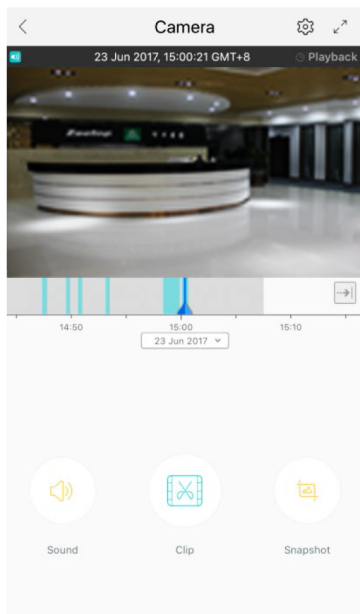 Camera
23 Jun 2017, 15:00:21 GMT+8
Playback
14:50
15:00
15:10
23 Jun 2017
Sound
Clip
Snapshot